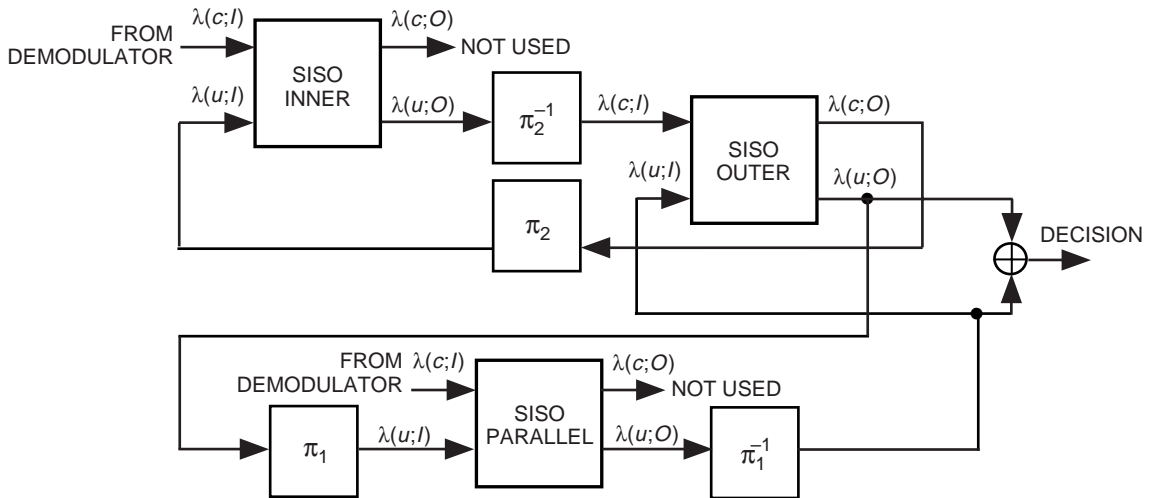 λ(c;I) λ(c;O)
FROM
DEMODULATOR
NOT USED
SISO
INNER
λ(u;I) λ(u;O)
π₂⁻¹
λ(c;I) λ(c;O)
SISO
OUTER
λ(u;I) λ(u;O)
π₂
DECISION
FROM
DEMODULATOR
λ(c;I) λ(c;O)
NOT USED
SISO
PARALLEL
π₁
λ(u;I) λ(u;O)
π₁⁻¹